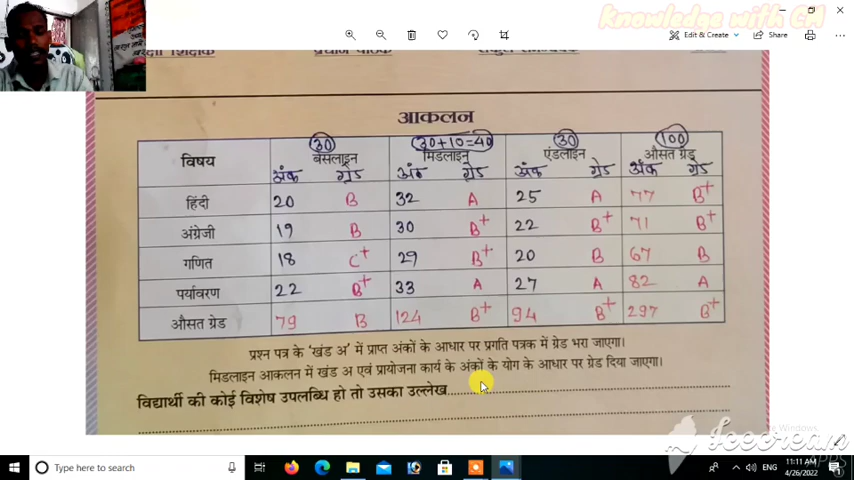 Knowledge with CM
Edit & Create Share
आकलन
विषय 30 बेसलाइन 30+10=40 मिडलाइन 30 एंडलाइन 100 औसत ग्रेड
अंक ग्रेड अंक ग्रेड अंक ग्रेड अंक ग्रेड
हिंदी 20 B 32 A 25 A 77 B+
अंग्रेजी 19 B 30 B+ 22 B+ 71 B+
गणित 18 C+ 29 B+ 20 B 67 B
पर्यावरण 22 B+ 33 A 27 A 82 A
औसत ग्रेड 79 B 124 B+ 94 B+ 297 B+
प्रश्न पत्र के 'खंड अ' में प्राप्त अंकों के आधार पर प्रगति पत्रक में ग्रेड भरा जाएगा।
मिडलाइन आकलन में खंड अ एवं प्रायोजना कार्य के अंकों के योग के आधार पर ग्रेड दिया जाएगा।
विद्यार्थी की कोई विशेष उपलब्धि हो तो उसका उल्लेख
Icecream
APPS
Type here to search
ENG
11:11 AM
4/26/2022